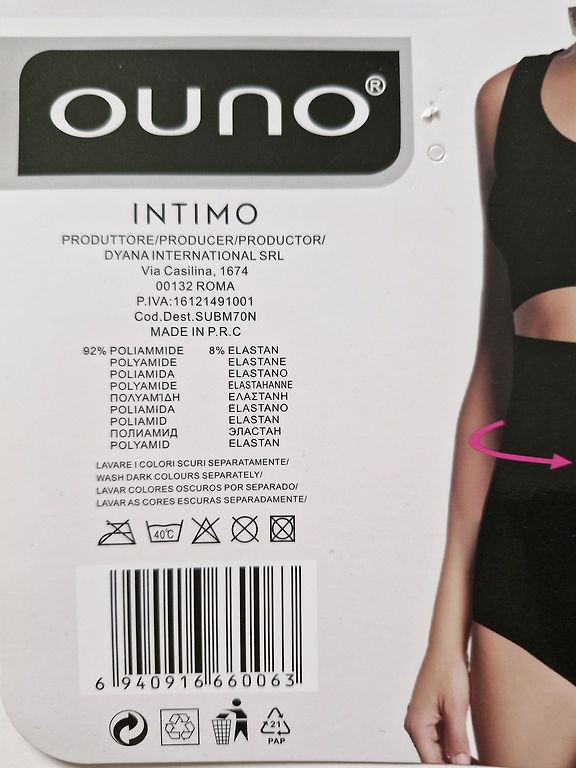 OUNO®
INTIMO
PRODUTTORE/PRODUCER/PRODUCTOR/
DYANA INTERNATIONAL SRL
Via Casilina, 1674
00132 ROMA
P.IVA:16121491001
Cod.Dest.SUBM70N
MADE IN P.R.C
92% POLIAMMIDE 8% ELASTAN
POLYAMIDE ELASTANE
POLIAMIDA ELASTANO
POLYAMIDE ELASTAHANNE
ΠΟΛΥΑΜΊΔΗ ΕΛΑΣΤΑΝΗ
POLIAMIDA ELASTANO
POLIAMID ELASTAN
ПОЛИАМИД ЭЛАСТАН
POLYAMID ELASTAN
LAVARE I COLORI SCURI SEPARATAMENTE/
WASH DARK COLOURS SEPARATELY/
LAVAR COLORES OSCUROS POR SEPARADO/
LAVAR AS CORES ESCURAS SEPARADAMENTE/
40℃
6 940916 660063
21
PAP